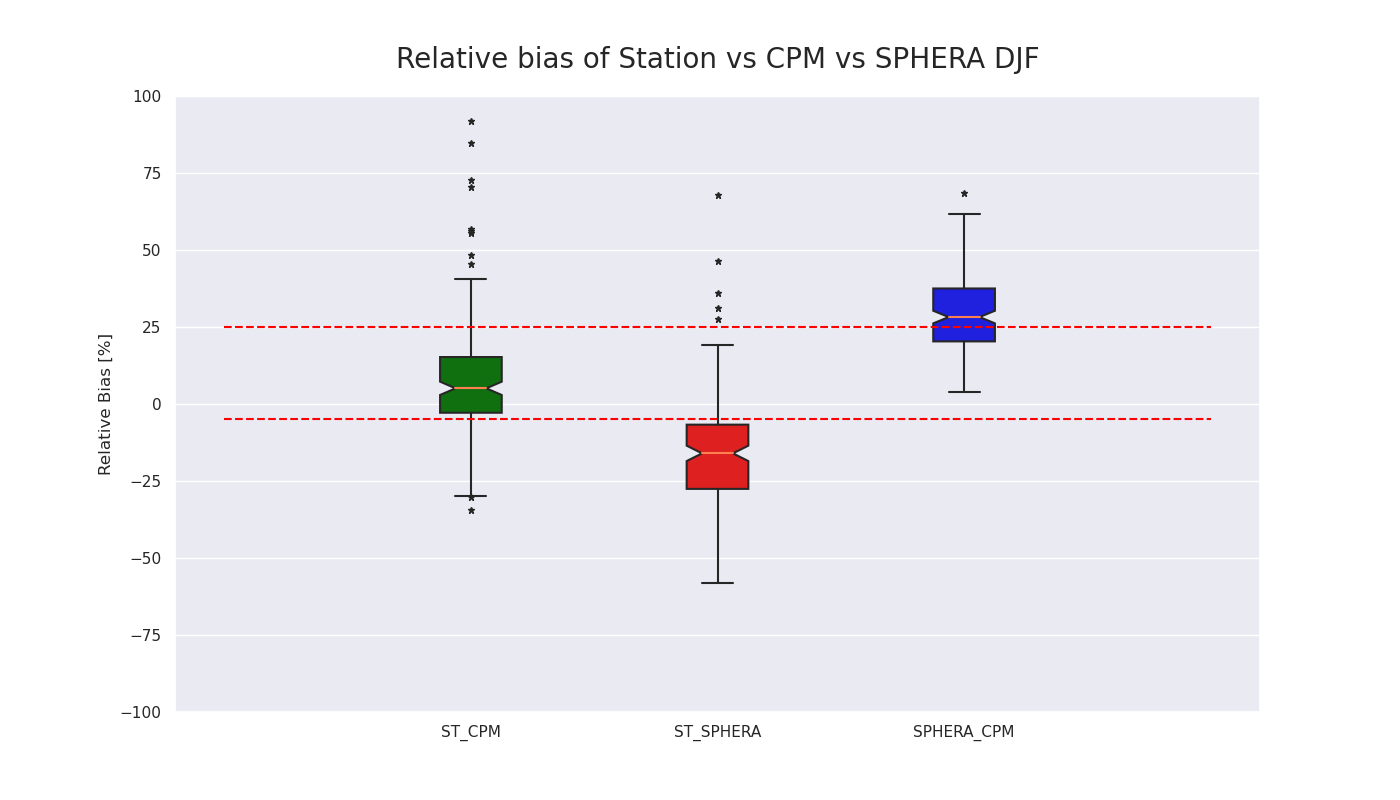 Relative bias of Station vs CPM vs SPHERA DJF
100
75
50
25
0
−25
−50
−75
−100
Relative Bias [%]
ST_CPM
ST_SPHERA
SPHERA_CPM